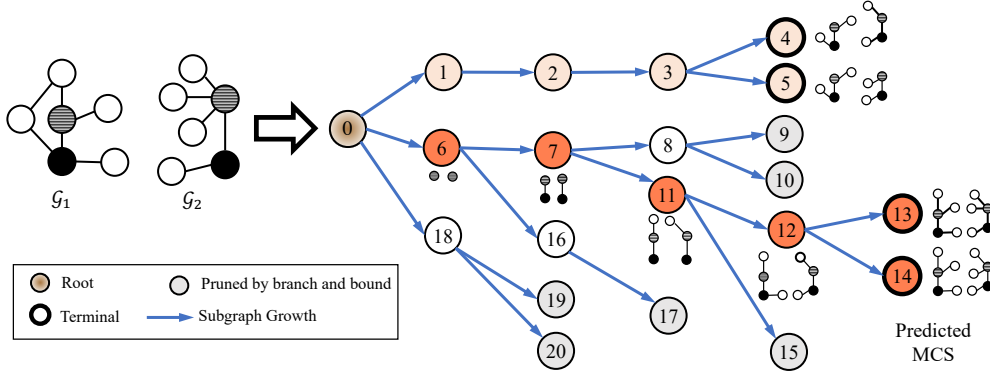 4
1
2
3
5
0
9
6
7
8
10
𝒢₁
𝒢₂
11
12
13
18
16
14
Root
Pruned by branch and bound
Terminal
Subgraph Growth
19
17
20
15
Predicted
MCS